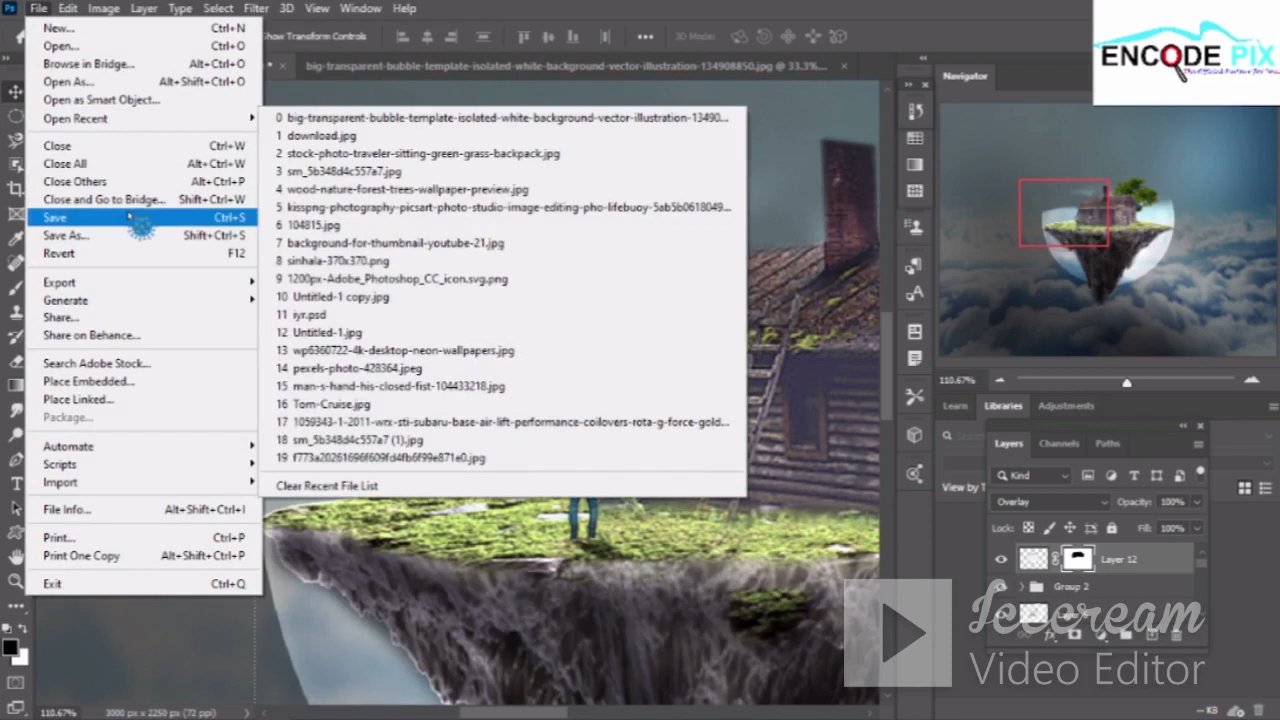 Ps File Edit Image Layer Type Select Filter 3D View Window Help
Show Transform Controls
3D Mode:
big-transparent-bubble-template-isolated-white-background-vector-illustration-134908850.jpg @ 33.3%...
New... Ctrl+N
Open... Ctrl+O
Browse in Bridge... Alt+Ctrl+O
Open As... Alt+Shift+Ctrl+O
Open as Smart Object...
Open Recent
Close Ctrl+W
Close All Alt+Ctrl+W
Close Others Alt+Ctrl+P
Close and Go to Bridge... Shift+Ctrl+W
Save Ctrl+S
Save As... Shift+Ctrl+S
Revert F12
Export
Generate
Share...
Share on Behance...
Search Adobe Stock...
Place Embedded...
Place Linked...
Package...
Automate
Scripts
Import
File Info... Alt+Shift+Ctrl+I
Print... Ctrl+P
Print One Copy Alt+Shift+Ctrl+P
Exit Ctrl+Q
0 big-transparent-bubble-template-isolated-white-background-vector-illustration-13490...
1 download.jpg
2 stock-photo-traveler-sitting-green-grass-backpack.jpg
3 sm_5b348d4c557a7.jpg
4 wood-nature-forest-trees-wallpaper-preview.jpg
5 kisspng-photography-picsart-photo-studio-image-editing-pho-lifebuoy-5ab5b0618049...
6 104815.jpg
7 background-for-thumbnail-youtube-21.jpg
8 sinhala-370x370.png
9 1200px-Adobe_Photoshop_CC_icon.svg.png
10 Untitled-1 copy.jpg
11 iyr.psd
12 Untitled-1.jpg
13 wp6360722-4k-desktop-neon-wallpapers.jpg
14 pexels-photo-428364.jpeg
15 man-s-hand-his-closed-fist-104433218.jpg
16 Tom-Cruise.jpg
17 1059343-1-2011-wrx-sti-subaru-base-air-lift-performance-coilovers-rota-g-force-gold...
18 sm_5b348d4c557a7 (1).jpg
19 f773a20261696f609fd4fb6f99e871e0.jpg
Clear Recent File List
ENCODE PIX
Navigator
110.67%
Learn Libraries Adjustments
View by T
Layers Channels Paths
Kind
Overlay Opacity: 100%
Lock: Fill: 100%
Layer 12
Group 2
Icecream
Video Editor
110.67% 3000 px x 2250 px (72 ppi)
-- KB